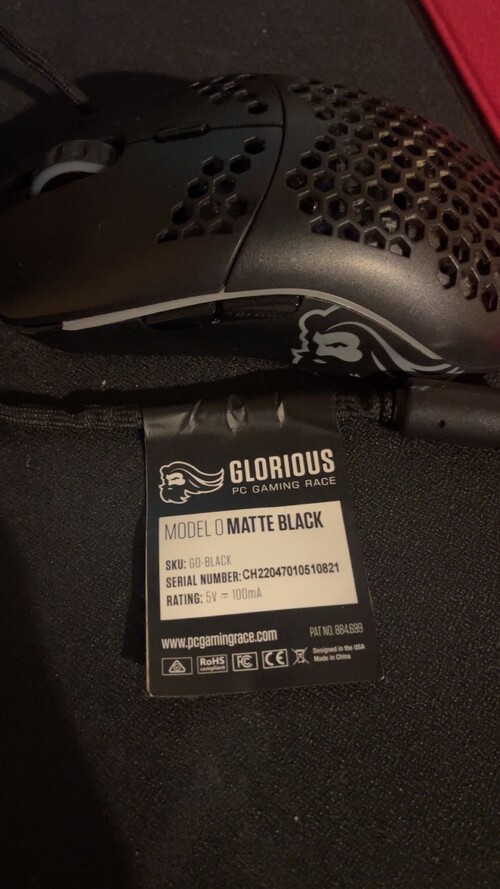 GLORIOUS
PC GAMING RACE
MODEL O MATTE BLACK
SKU: GO-BLACK
SERIAL NUMBER: CH22047010510821
RATING: 5V ⎓ 100mA
www.pcgamingrace.com PAT NO. 884,699
RoHS compliant FC CE Designed in the USA
Made in China